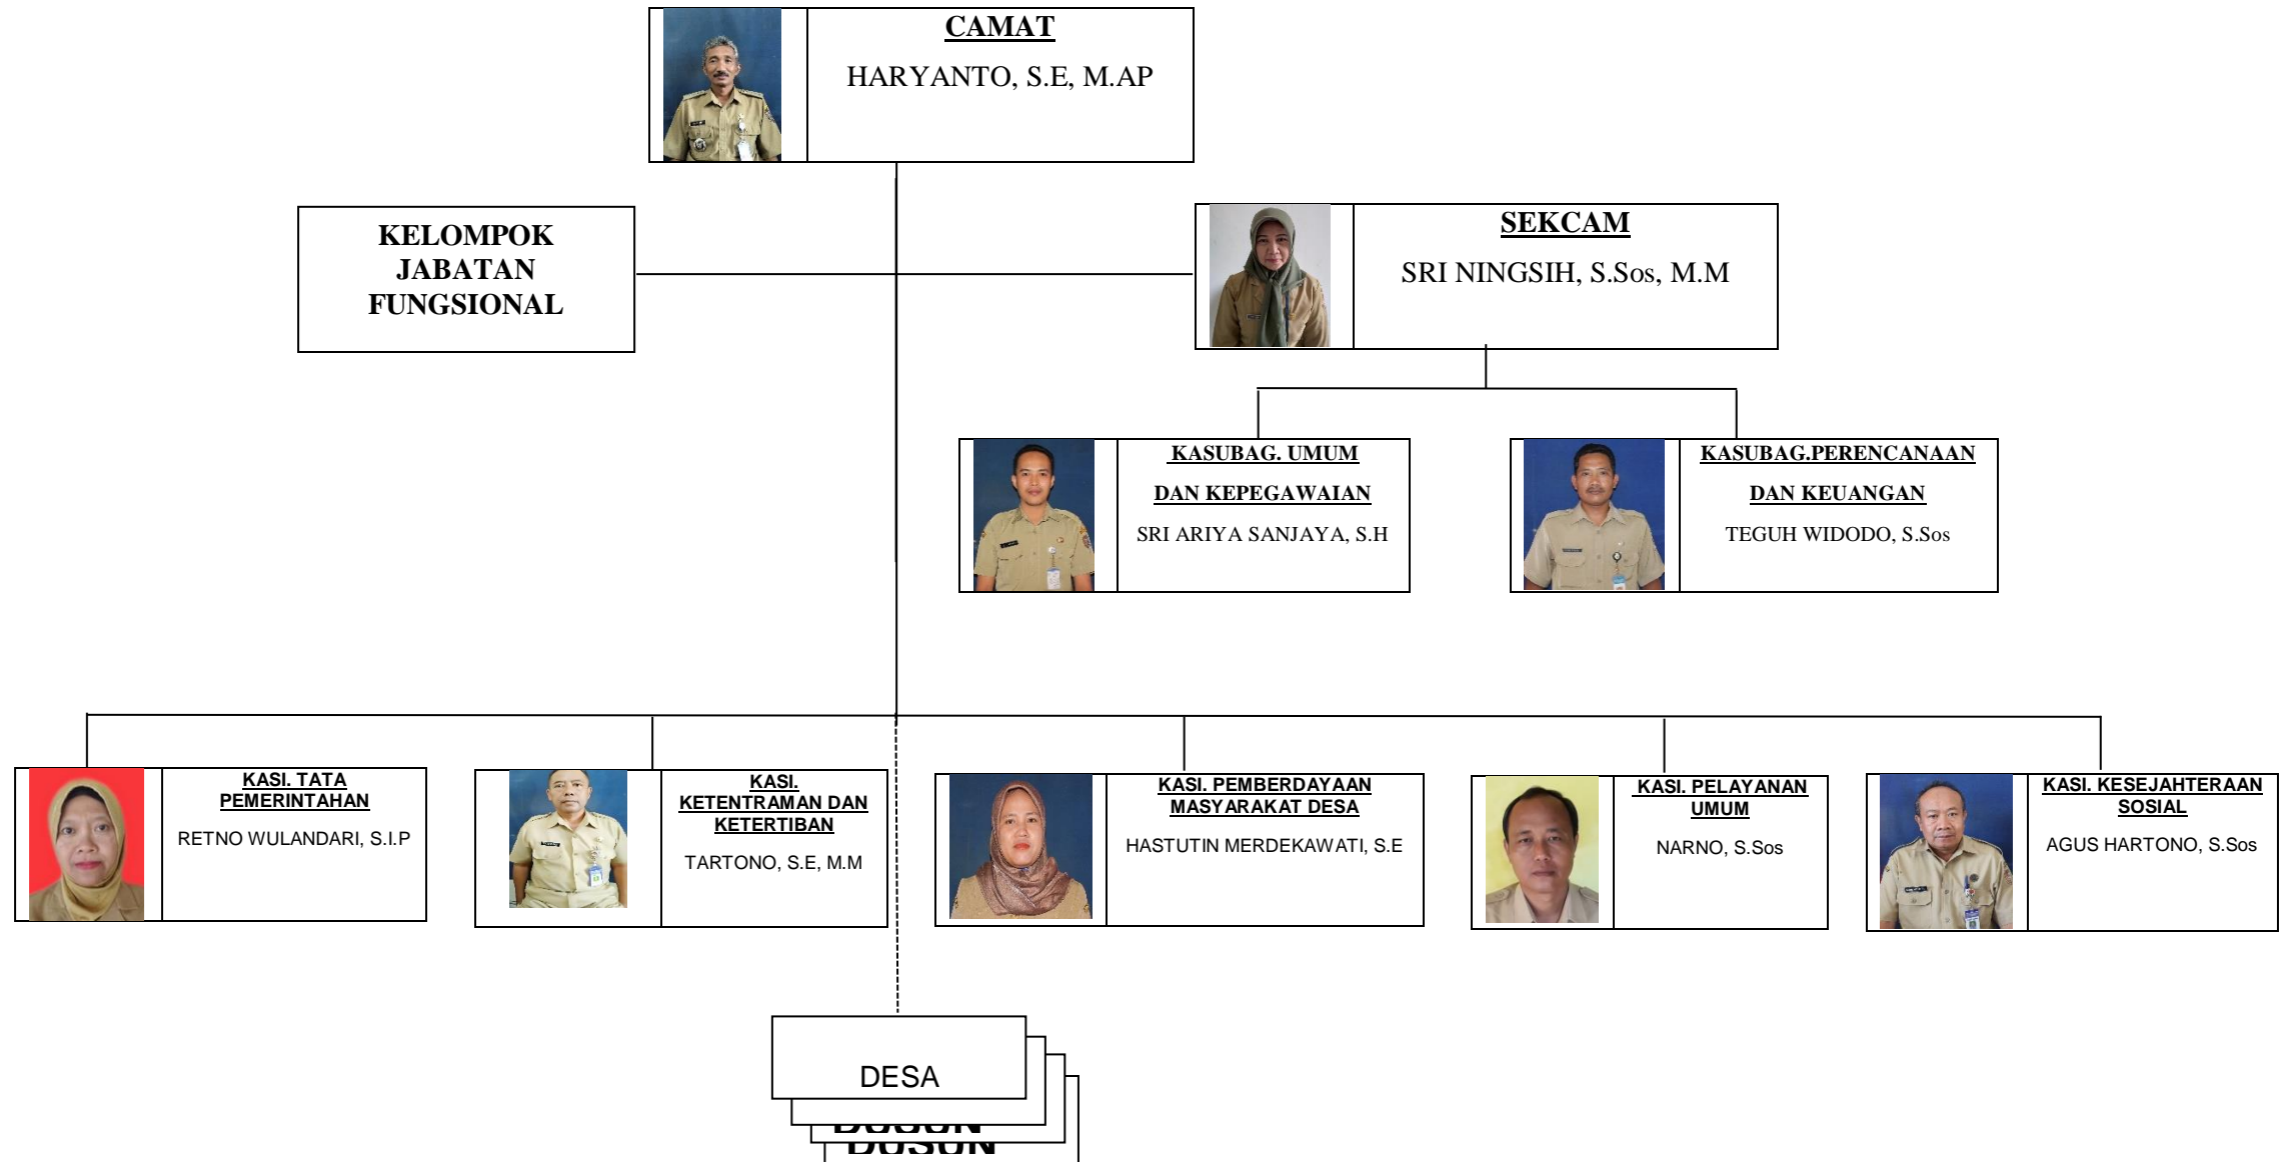 CAMAT
HARYANTO, S.E, M.AP
KELOMPOK
JABATAN
FUNGSIONAL
SEKCAM
SRI NINGSIH, S.Sos, M.M
KASUBAG. UMUM
DAN KEPEGAWAIAN
SRI ARIYA SANJAYA, S.H
KASUBAG.PERENCANAAN
DAN KEUANGAN
TEGUH WIDODO, S.Sos
KASI. TATA
PEMERINTAHAN
RETNO WULANDARI, S.I.P
KASI.
KETENTRAMAN DAN
KETERTIBAN
TARTONO, S.E, M.M
KASI. PEMBERDAYAAN
MASYARAKAT DESA
HASTUTIN MERDEKAWATI, S.E
KASI. PELAYANAN
UMUM
NARNO, S.Sos
KASI. KESEJAHTERAAN
SOSIAL
AGUS HARTONO, S.Sos
DESA
DUSUN
DUSUN